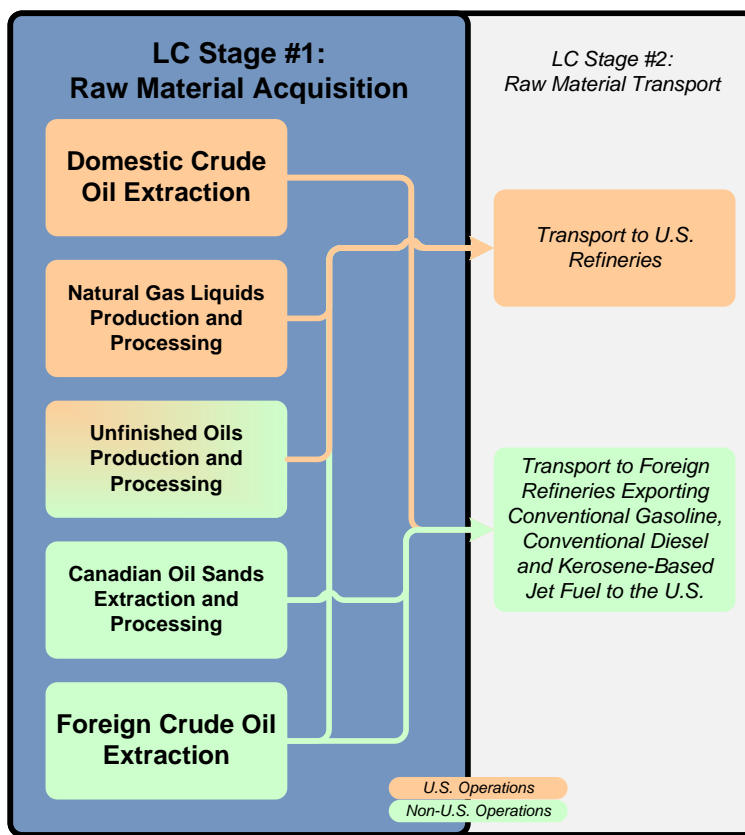 LC Stage #1:
Raw Material Acquisition
Domestic Crude
Oil Extraction
Natural Gas Liquids
Production and
Processing
Unfinished Oils
Production and
Processing
Canadian Oil Sands
Extraction and
Processing
Foreign Crude Oil
Extraction
LC Stage #2:
Raw Material Transport
Transport to U.S.
Refineries
Transport to Foreign
Refineries Exporting
Conventional Gasoline,
Conventional Diesel
and Kerosene-Based
Jet Fuel to the U.S.
U.S. Operations
Non-U.S. Operations